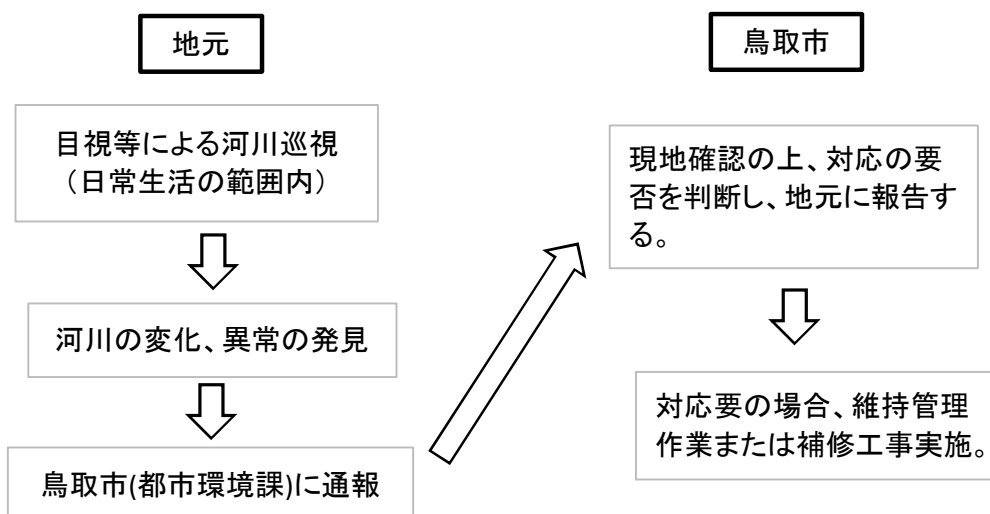 地元
目視等による河川巡視
（日常生活の範囲内）
河川の変化、異常の発見
鳥取市(都市環境課)に通報
鳥取市
現地確認の上、対応の要
否を判断し、地元に報告す
る。
対応要の場合、維持管理
作業または補修工事実施。